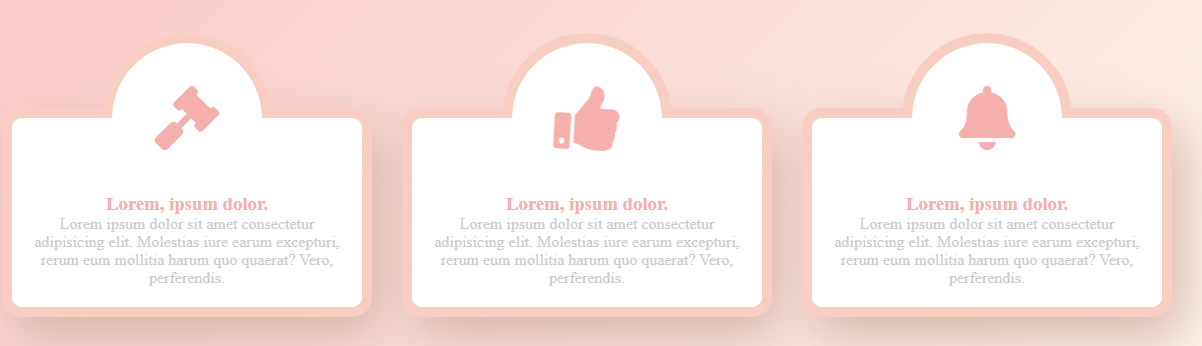 Lorem, ipsum dolor.
Lorem ipsum dolor sit amet consectetur
adipisicing elit. Molestias iure earum excepturi,
rerum eum mollitia harum quo quaerat? Vero,
perferendis.
Lorem, ipsum dolor.
Lorem ipsum dolor sit amet consectetur
adipisicing elit. Molestias iure earum excepturi,
rerum eum mollitia harum quo quaerat? Vero,
perferendis.
Lorem, ipsum dolor.
Lorem ipsum dolor sit amet consectetur
adipisicing elit. Molestias iure earum excepturi,
rerum eum mollitia harum quo quaerat? Vero,
perferendis.